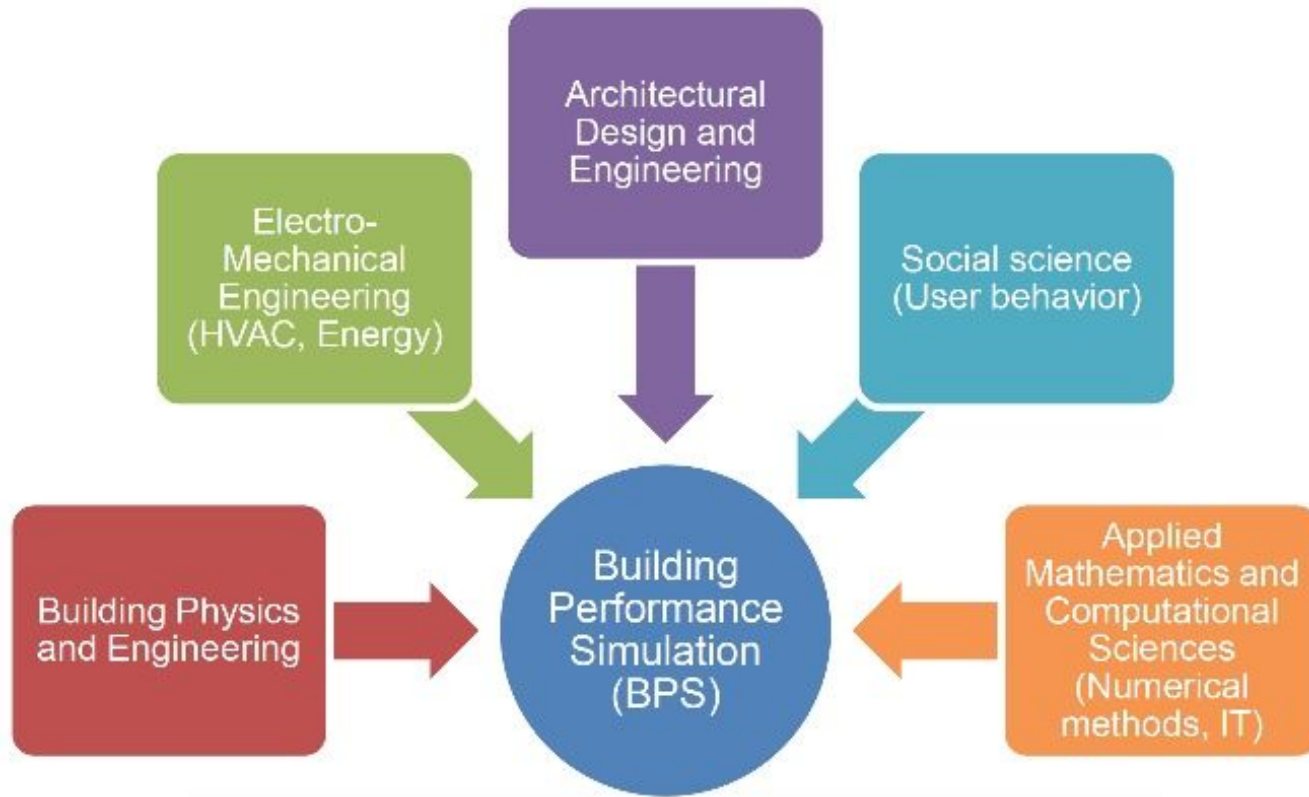 Architectural
Design and
Engineering
Electro-
Mechanical
Engineering
(HVAC, Energy)
Social science
(User behavior)
Building Physics
and Engineering
Building
Performance
Simulation
(BPS)
Applied
Mathematics and
Computational
Sciences
(Numerical
methods, IT)